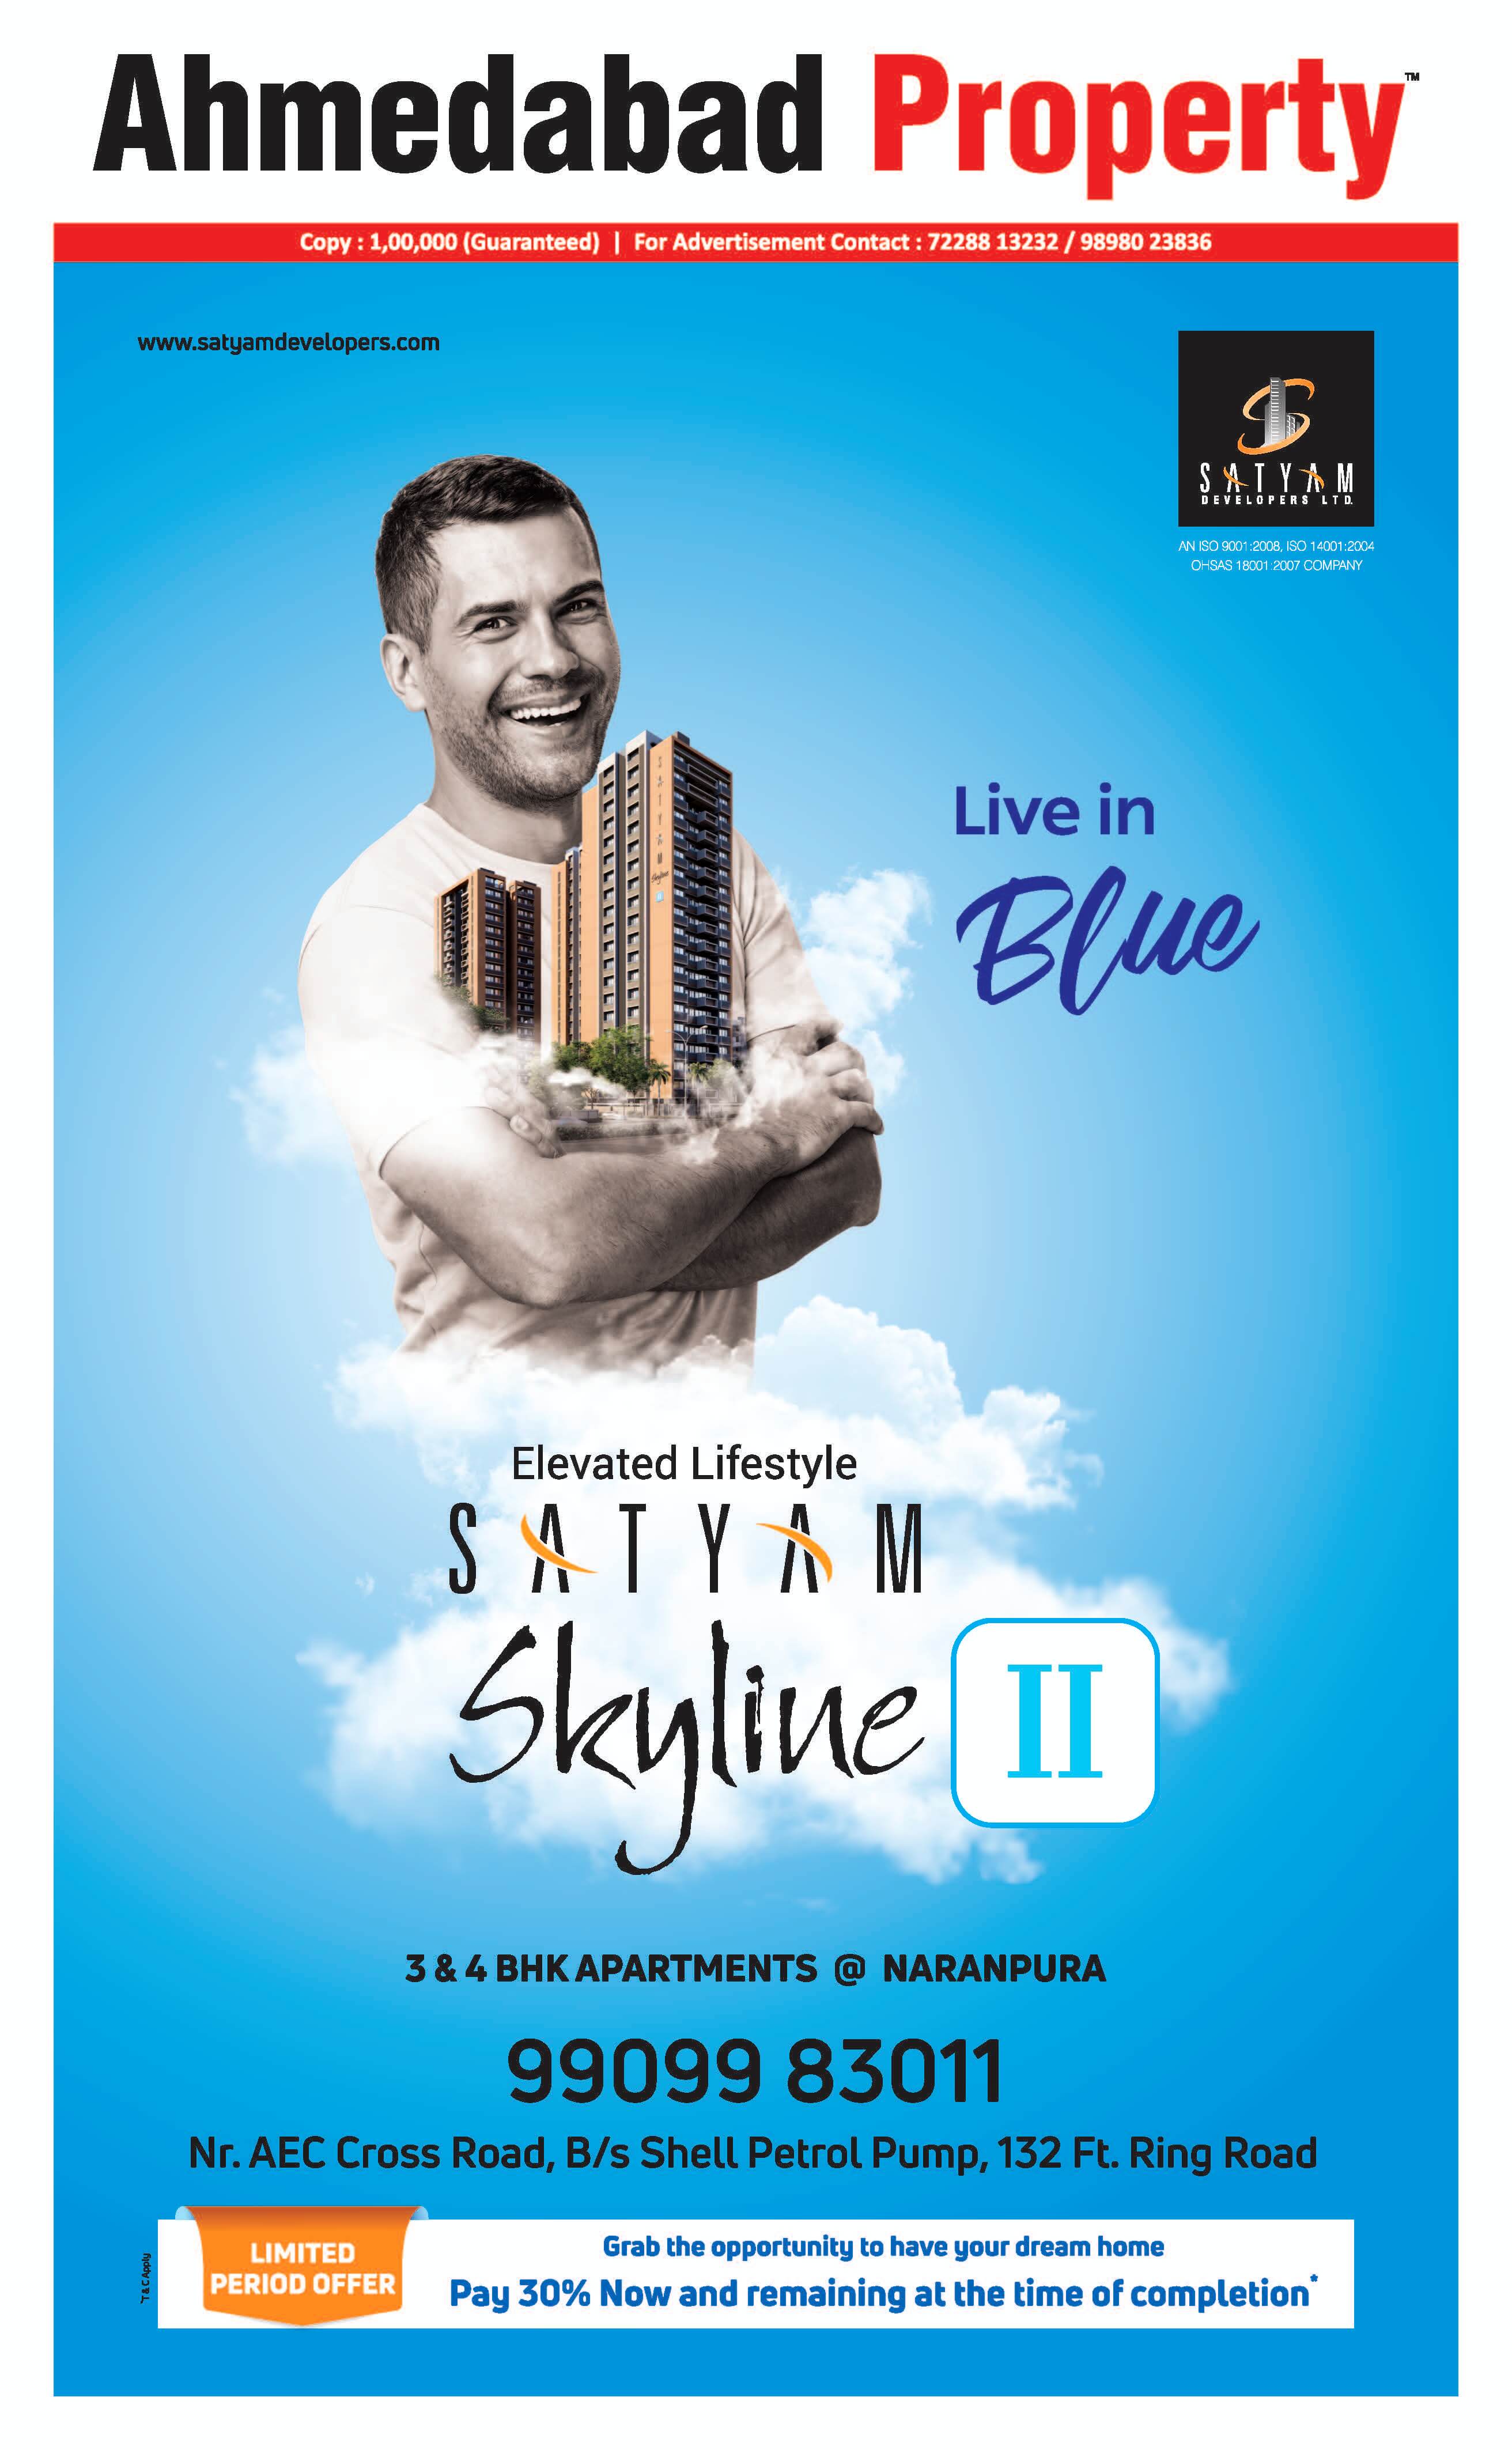 Ahmedabad Property™
Copy : 1,00,000 (Guaranteed) | For Advertisement Contact : 72288 13232 / 98980 23836
www.satyamdevelopers.com
S
SATYAM
DEVELOPERS LTD.
AN ISO 9001:2008, ISO 14001:2004
OHSAS 18001:2007 COMPANY
SATYAM
Skyline
II
Live in
Blue
Elevated Lifestyle
SATYAM
Skyline II
3 & 4 BHK APARTMENTS @ NARANPURA
99099 83011
Nr. AEC Cross Road, B/s Shell Petrol Pump, 132 Ft. Ring Road
T & C Apply
LIMITED
PERIOD OFFER
Grab the opportunity to have your dream home
Pay 30% Now and remaining at the time of completion*